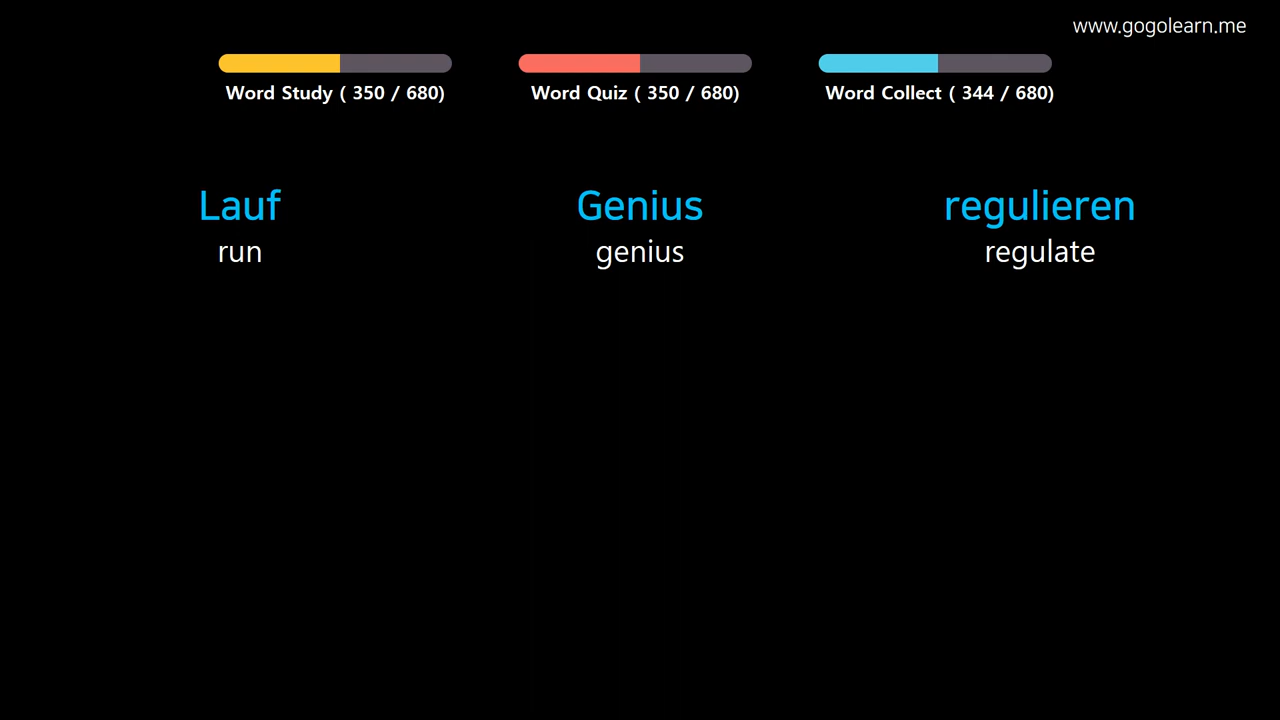 www.gogolearn.me
Word Study ( 350 / 680)
Word Quiz ( 350 / 680)
Word Collect ( 344 / 680)
Lauf
run
Genius
genius
regulieren
regulate